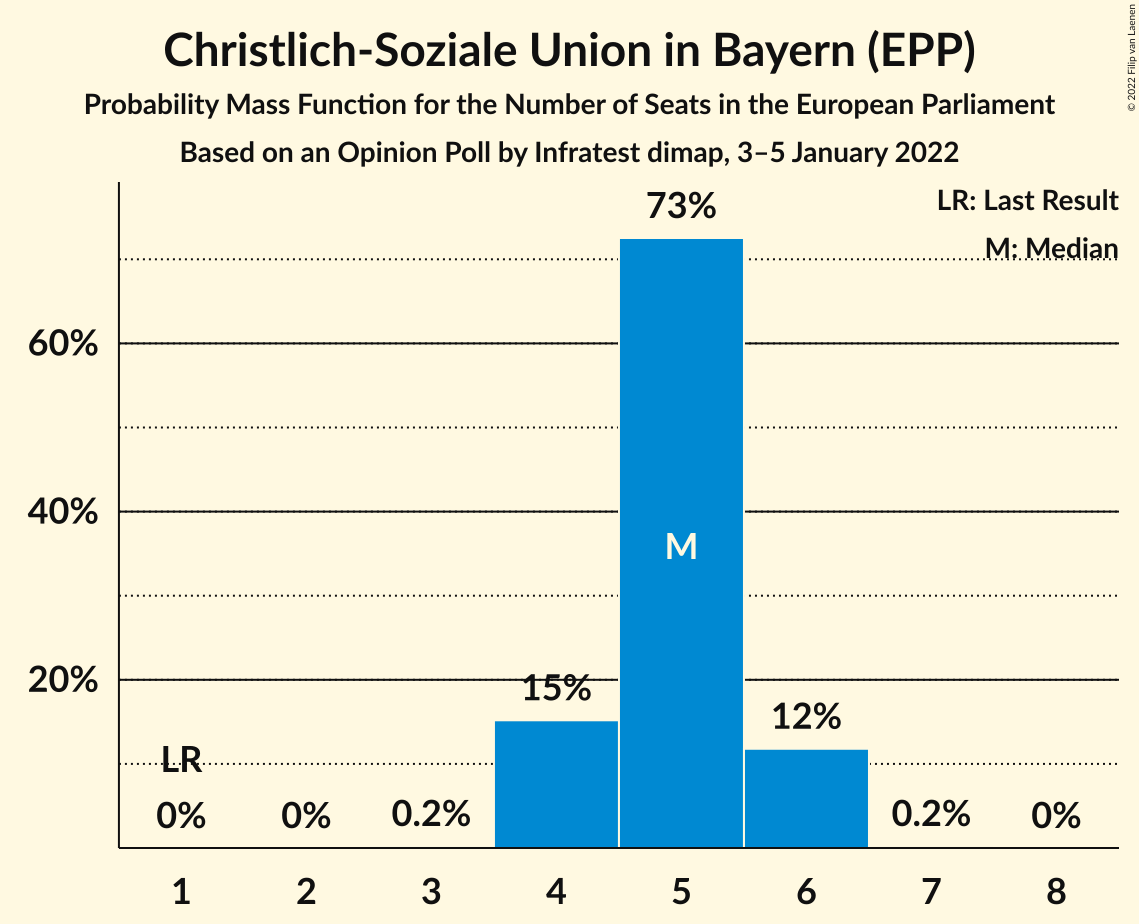 Christlich-Soziale Union in Bayern (EPP)
Probability Mass Function for the Number of Seats in the European Parliament
Based on an Opinion Poll by Infratest dimap, 3–5 January 2022
© 2022 Filip van Laenen
LR: Last Result
M: Median
73%
60%
40%
M
20%
15%
12%
LR
0%
0%
0.2%
0.2%
0%
1 2 3 4 5 6 7 8